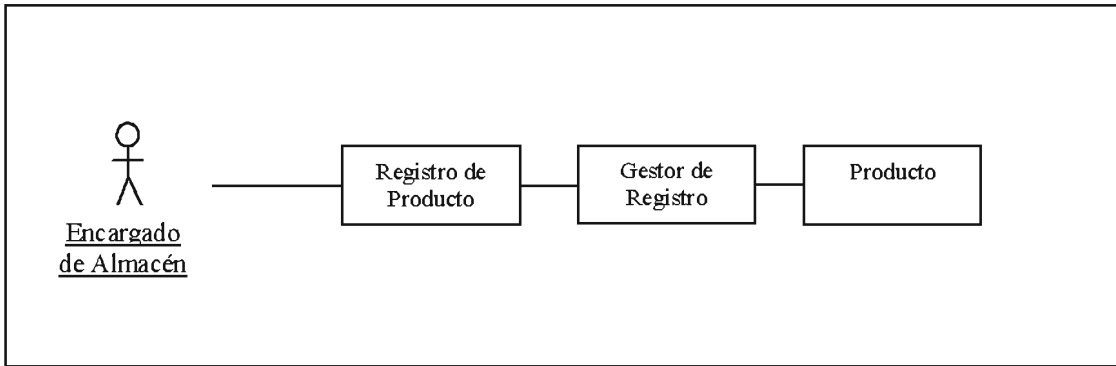 Encargado
de Almacén
Registro de
Producto
Gestor de
Registro
Producto